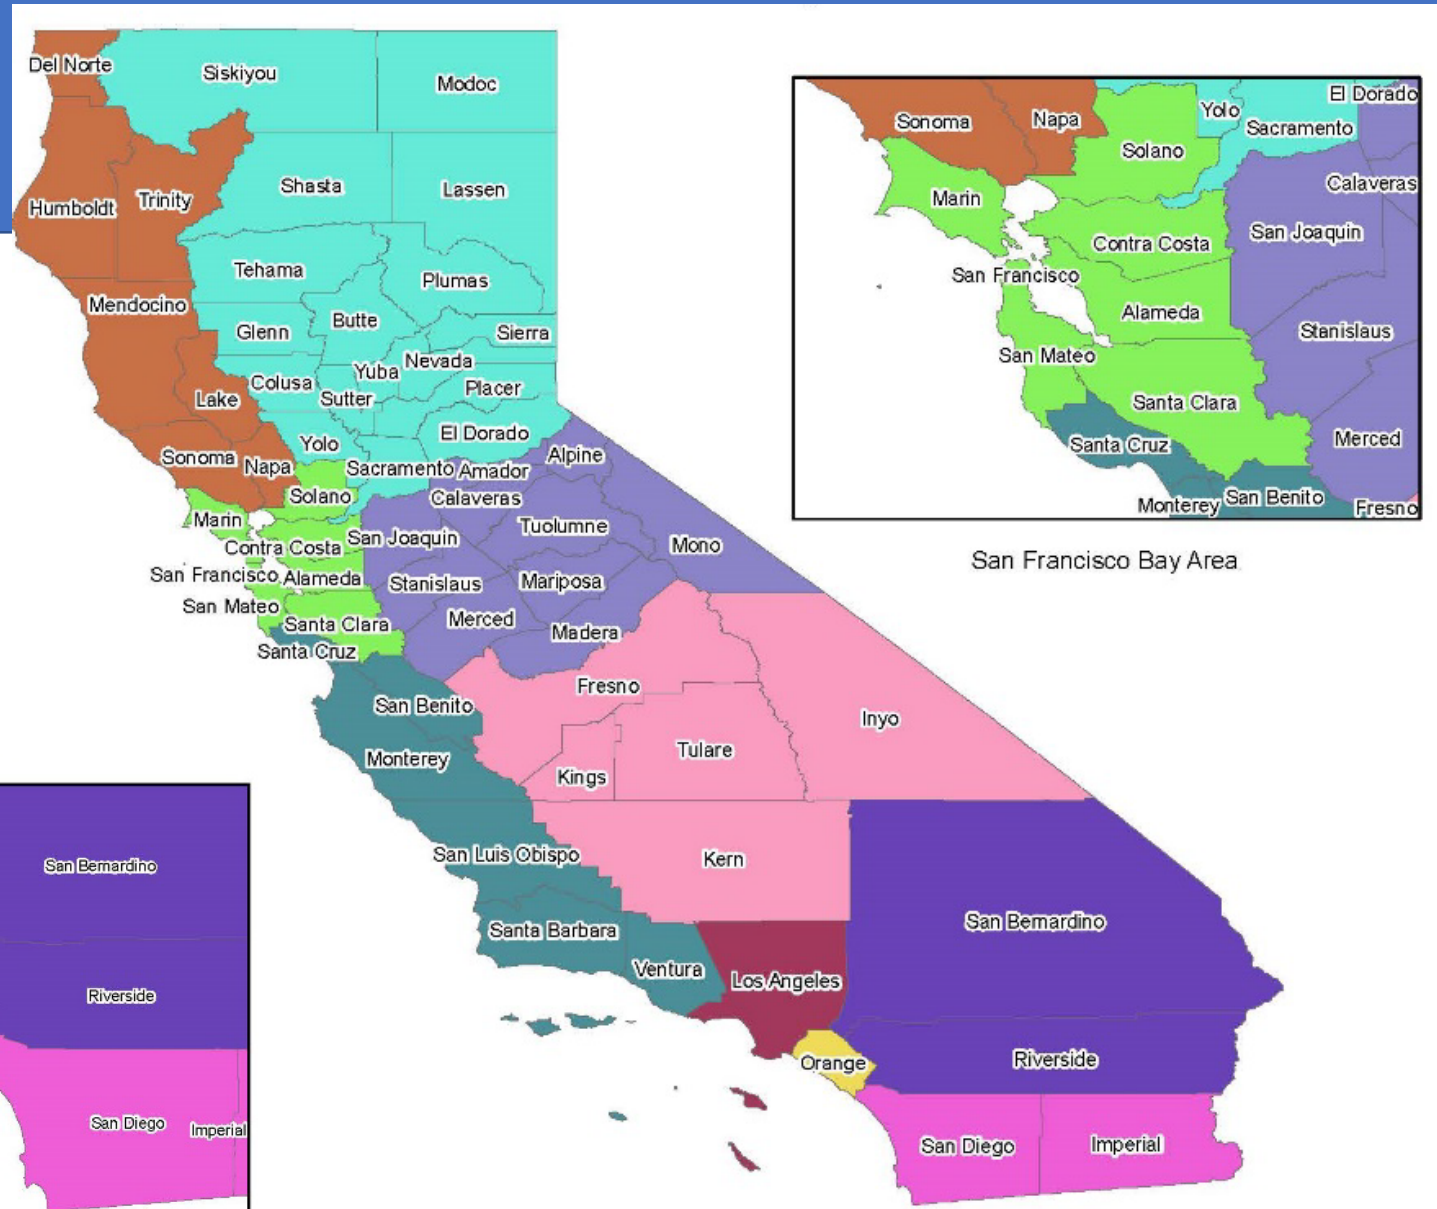 Del Norte
Siskiyou
Modoc
Humboldt
Trinity
Shasta
Lassen
Mendocino
Tehama
Plumas
Glenn
Butte
Sierra
Colusa
Yuba
Nevada
Sutter
Placer
Lake
Yolo
El Dorado
Sonoma
Napa
Sacramento
Amador
Alpine
Solano
Calaveras
Marin
San Joaquin
Tuolumne
Mono
Contra Costa
San Francisco
Alameda
Stanislaus
Mariposa
San Mateo
Santa Clara
Merced
Madera
Santa Cruz
San Benito
Fresno
Inyo
Monterey
Kings
Tulare
San Luis Obispo
Kern
Santa Barbara
Ventura
Los Angeles
San Bernardino
Orange
Riverside
San Diego
Imperial
Sonoma
Napa
Yolo
El Dorado
Sacramento
Solano
Marin
Calaveras
Contra Costa
San Joaquin
San Francisco
Alameda
Stanislaus
San Mateo
Santa Clara
Santa Cruz
Merced
Monterey
San Benito
Fresno
San Francisco Bay Area
San Bernardino
Riverside
San Diego
Imperial